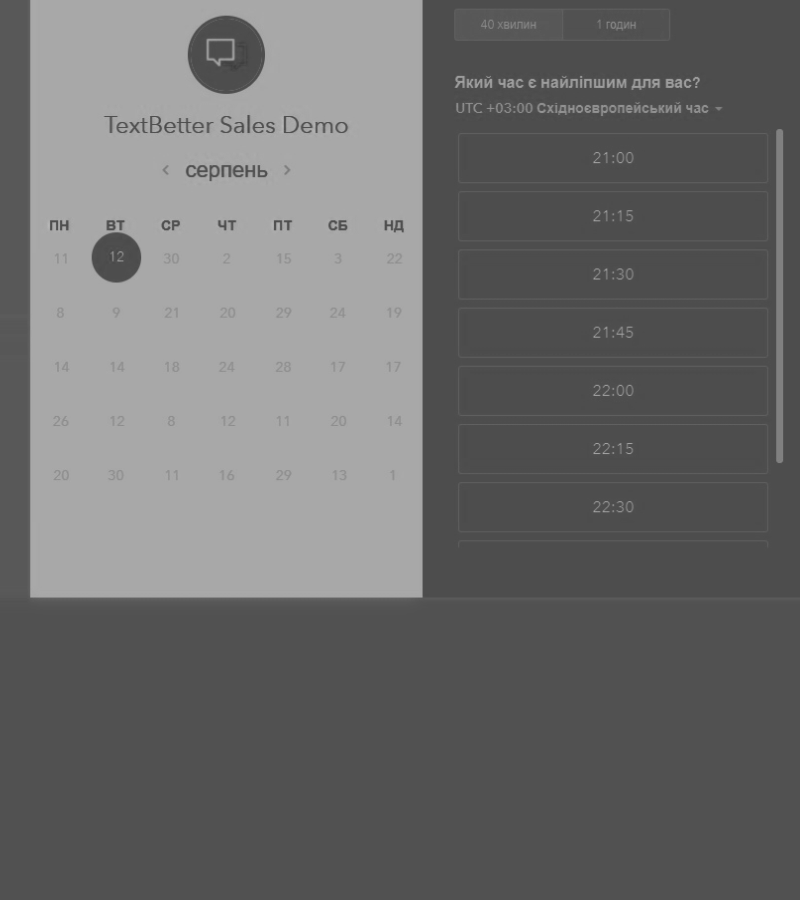 TextBetter Sales Demo
серпень
ПН ВТ СР ЧТ ПТ СБ НД
11 12 30 2 15 3 22
8 9 21 20 29 24 19
14 14 18 24 28 17 17
26 12 8 12 11 20 14
20 30 11 16 29 13 1
40 хвилин 1 годин
Який час є найліпшим для вас?
UTC +03:00 Східноєвропейський час
21:00
21:15
21:30
21:45
22:00
22:15
22:30